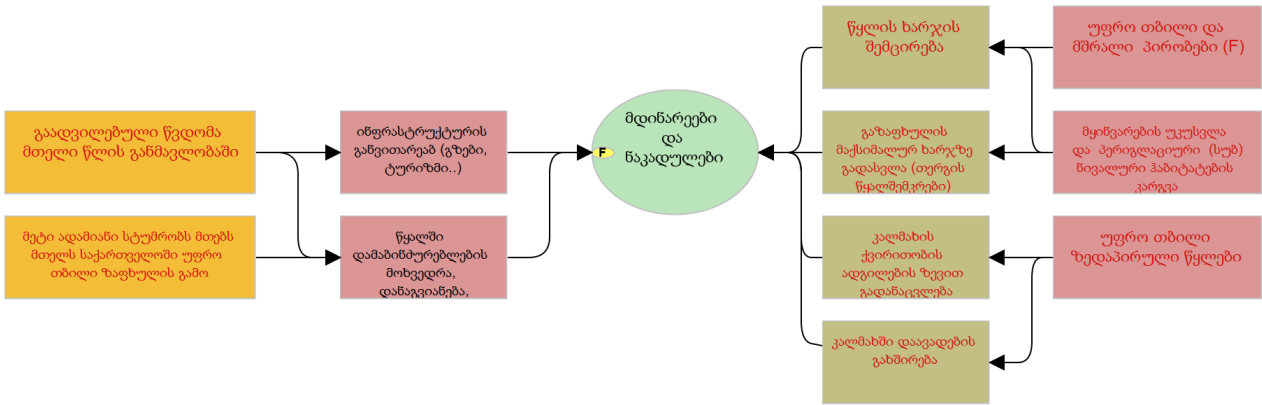 გაადვილებული წვდომა
მთელი წლის განმავლობაში
მეტი ადამიანი სტუმრობს მთებს
მთელს საქართველოში უფრო
თბილი ზაფხულის გამო
ინფრასტრუქტურის
განვითარეაბ (გზები,
ტურიზმი..)
წყალში
დამაბინძურებლების
მოხვედრა,
დანაგვიანება,
F
მდინარეები
და
ნაკადულები
წყლის ხარჯის
შემცირება
გაზაფხულის
მაქსიმალურ ხარჯზე
გადასვლა (თერგის
წყალშემკრები)
კალმახის
ქვირითობის
ადგილების ზევით
გადანაცვლება
კალმახში დაავადების
გახშირება
უფრო თბილი და
მშრალი პირობები (F)
მყინვარების უკუსვლა
და პერიგლაციური (სუბ)
ნივალური ჰაბიტატების
კარგვა
უფრო თბილი
ზედაპირული წყლები